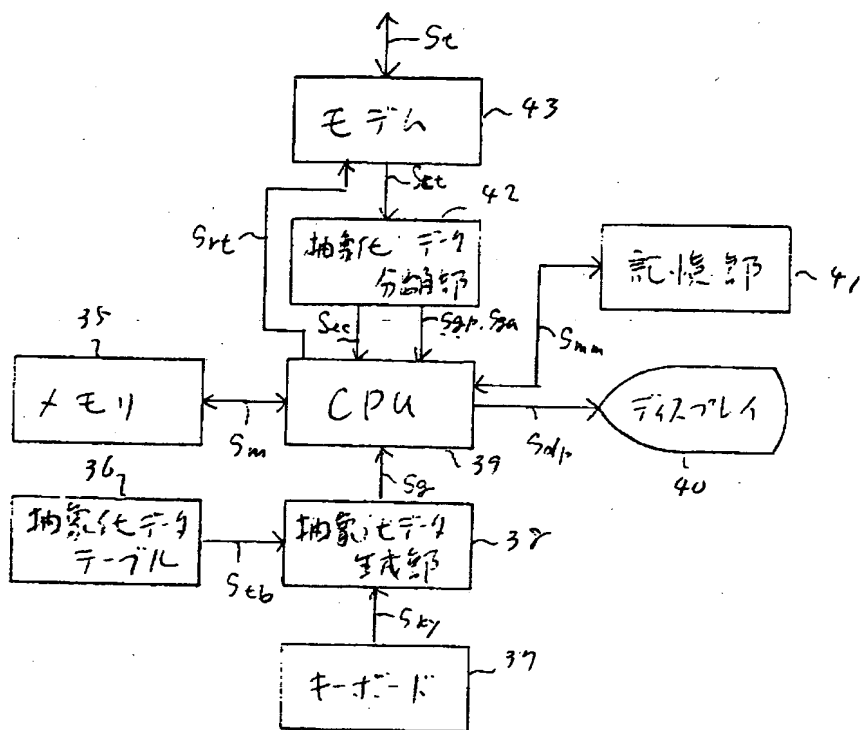 St
モデム
43
Srt
Sct
42
抽象化データ
分離部
記憶部
41
Sec
Sgp. Sga
Smm
35
メモリ
Sm
CPU
39
Sdp
ディスプレイ
40
36
抽象化データ
テーブル
Stb
Sg
抽象化データ
生成部
38
Sky
キーボード
37